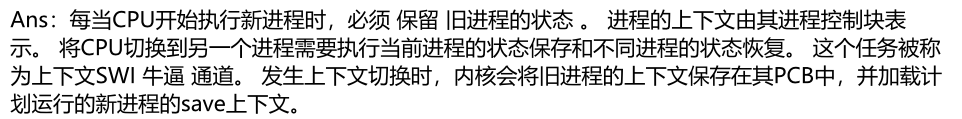 Ans：每当CPU开始执行新进程时，必须 保留 旧进程的状态 。 进程的上下文由其进程控制块表
示。 将CPU切换到另一个进程需要执行当前进程的状态保存和不同进程的状态恢复。 这个任务被称
为上下文SWI 牛逼 通道。 发生上下文切换时，内核会将旧进程的上下文保存在其PCB中，并加载计
划运行的新进程的save上下文。